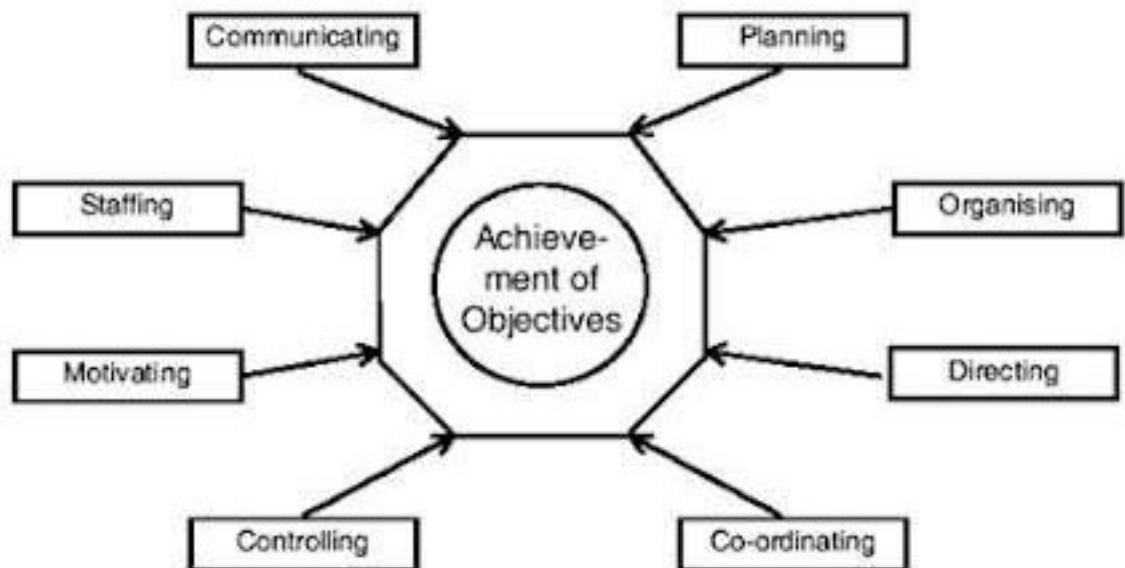 Communicating
Planning
Staffing
Organising
Achieve-
ment of
Objectives
Motivating
Directing
Controlling
Co-ordinating